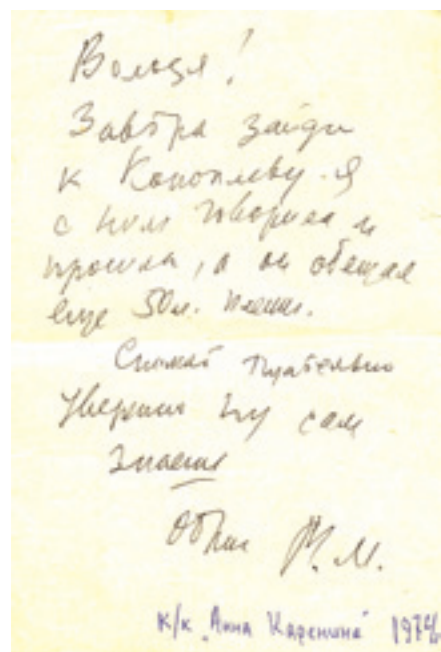 Володя!
Завтра зайди
к Коноплеву. Я
с ним говорила и
просила, а он обещал
еще 50м. пленки.
Снимай тщательно
ну сам
знаешь
М.М.
к/к "Анна Каренина" 1974